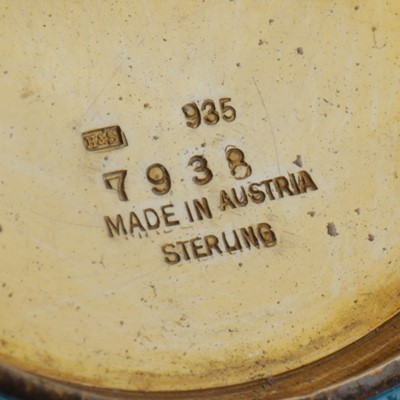 935
H&S
7938
MADE IN AUSTRIA
STERLING